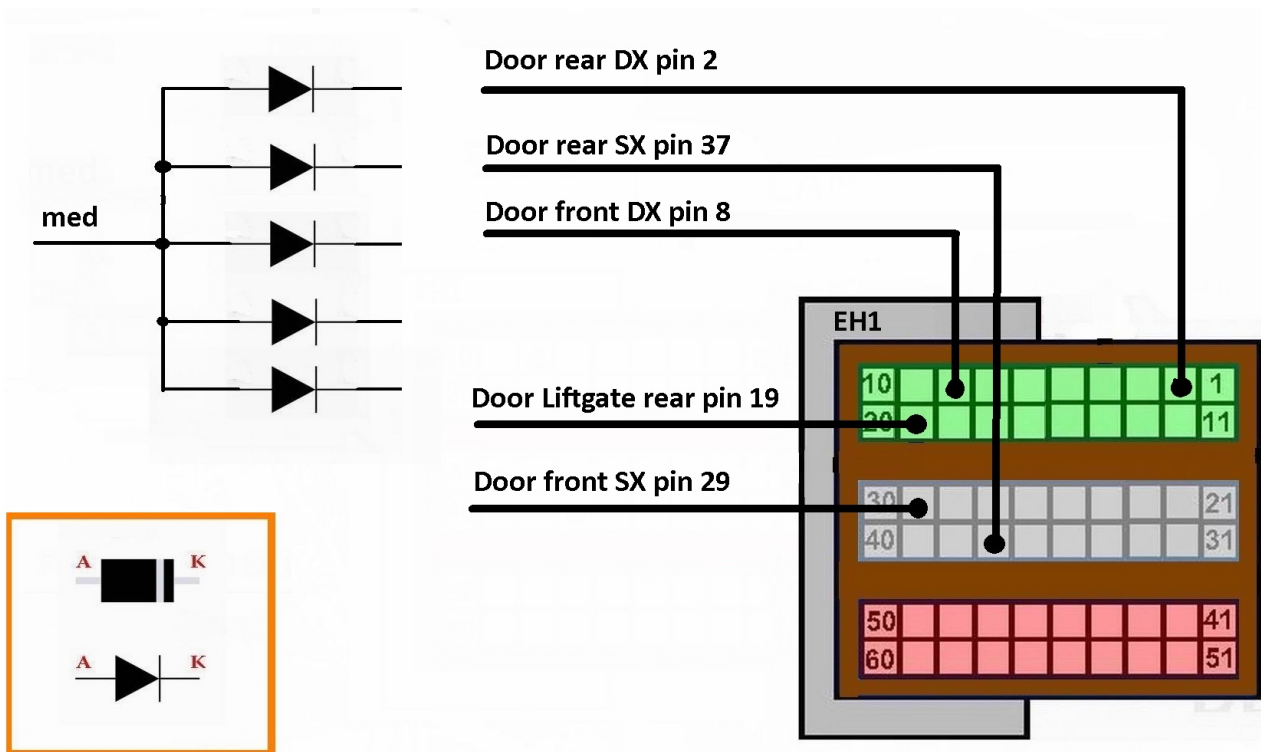 Door rear DX pin 2
Door rear SX pin 37
med
Door front DX pin 8
EH1
10 1
Door Liftgate rear pin 19
20 11
Door front SX pin 29
30 21
40 31
A K
50 41
60 51
A K